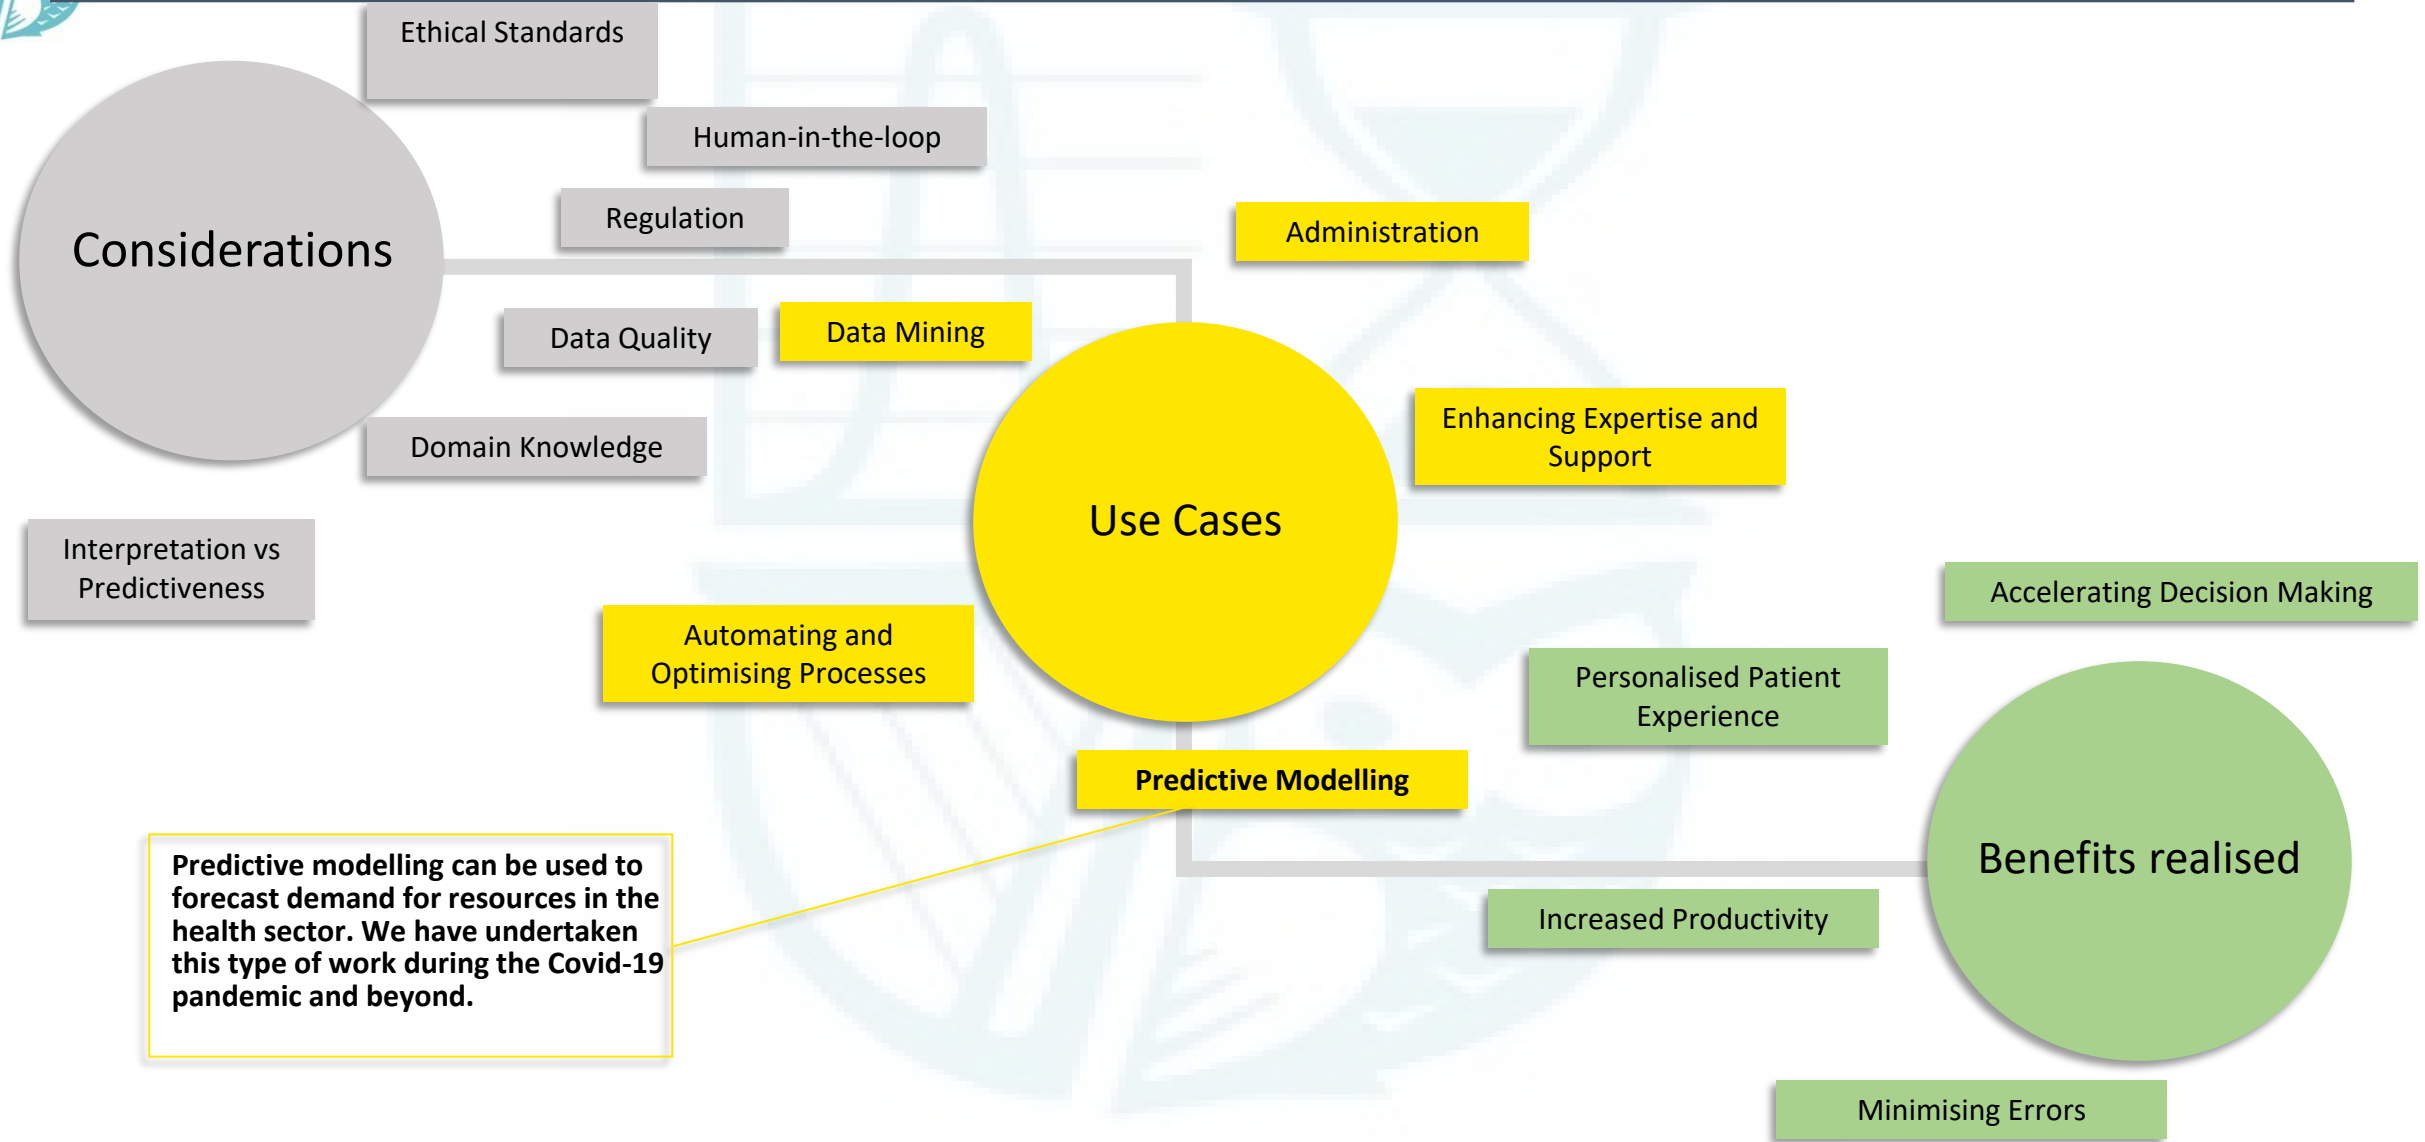 Ethical Standards
Human-in-the-loop
Considerations
Regulation
Data Quality
Domain Knowledge
Interpretation vs
Predictiveness
Administration
Data Mining
Enhancing Expertise and
Support
Use Cases
Automating and
Optimising Processes
Predictive Modelling
Predictive modelling can be used to
forecast demand for resources in the
health sector. We have undertaken
this type of work during the Covid-19
pandemic and beyond.
Accelerating Decision Making
Personalised Patient
Experience
Benefits realised
Increased Productivity
Minimising Errors